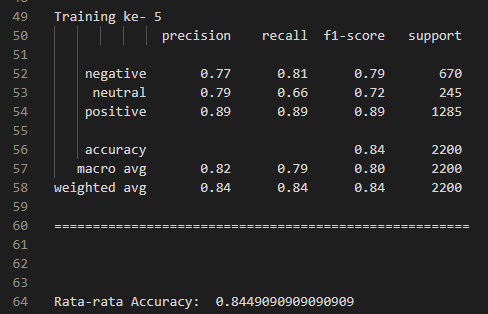 49 Training ke- 5
50 precision recall f1-score support
51
52 negative 0.77 0.81 0.79 670
53 neutral 0.79 0.66 0.72 245
54 positive 0.89 0.89 0.89 1285
55
56 accuracy 0.84 2200
57 macro avg 0.82 0.79 0.80 2200
58 weighted avg 0.84 0.84 0.84 2200
59
60 ======================================================
61
62
63
64 Rata-rata Accuracy: 0.8449090909090909